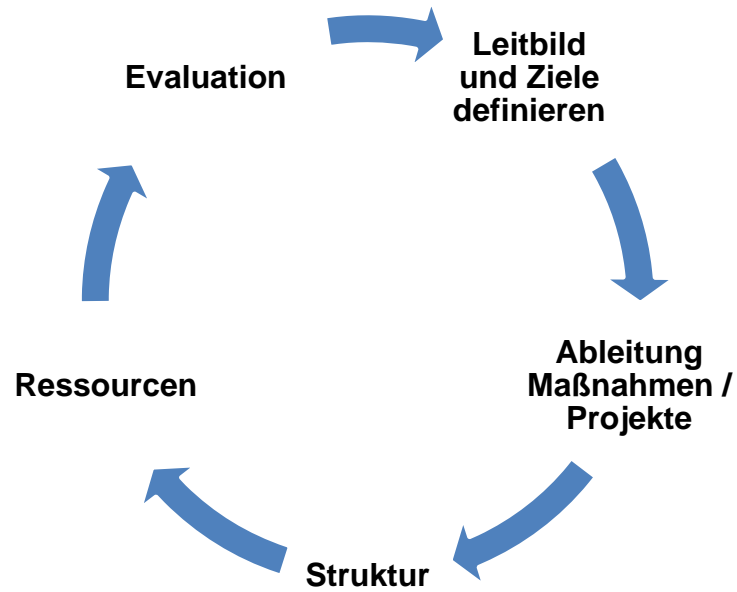 Leitbild
und Ziele
definieren
Ableitung
Maßnahmen /
Projekte
Struktur
Ressourcen
Evaluation